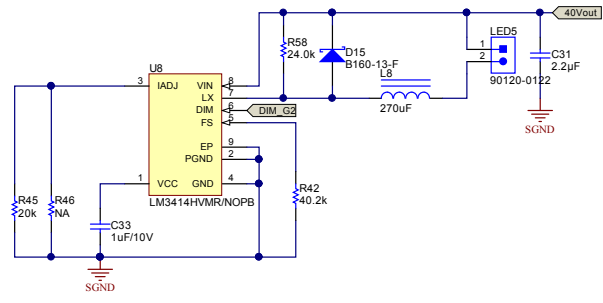 40Vout
LED5
R58
24.0k
D15
B160-13-F
1
2
C31
2.2µF
U8
L8
90120-0122
3
IADJ
VIN
8
LX
7
270uF
DIM
6
DIM_G2
FS
5
SGND
EP
9
PGND
2
R45
20k
R46
NA
1
VCC
GND
4
R42
40.2k
LM3414HVMR/NOPB
C33
1uF/10V
SGND